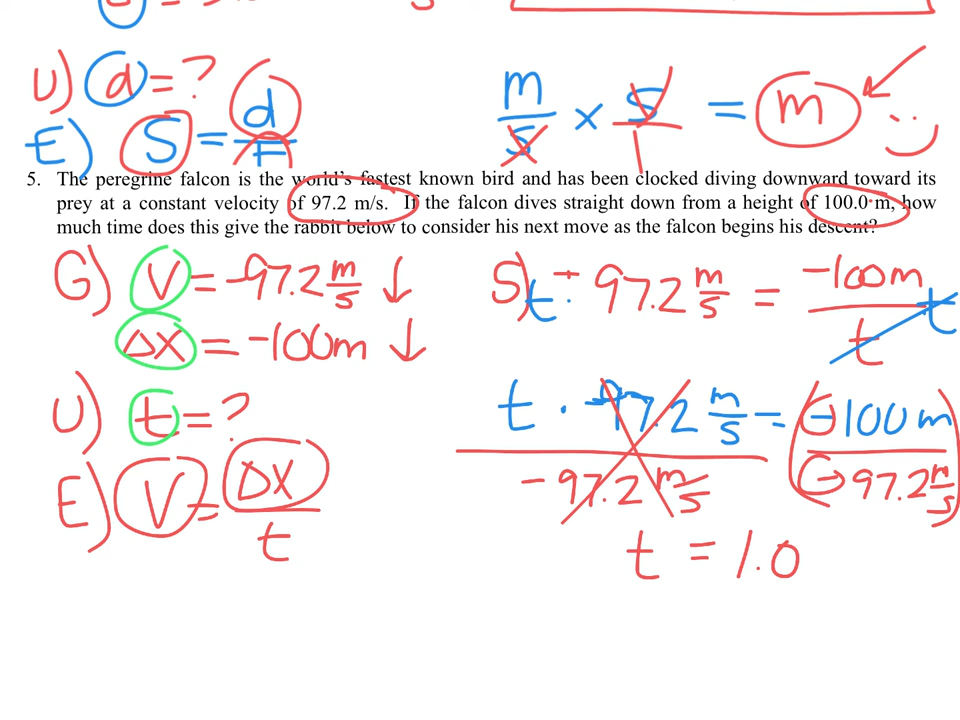 U) d = ?
E) S = d/t
m/s × s/1 = m
5. The peregrine falcon is the world's fastest known bird and has been clocked diving downward toward its
prey at a constant velocity of 97.2 m/s. If the falcon dives straight down from a height of 100.0 m, how
much time does this give the rabbit below to consider his next move as the falcon begins his descent?
G) V = -97.2 m/s ↓
Δx = -100m ↓
U) t = ?
E) V = Δx/t
S) t · -97.2 m/s = -100m/t · t
t · -97.2 m/s = -100 m
-97.2 m/s -97.2 m/s
t = 1.0